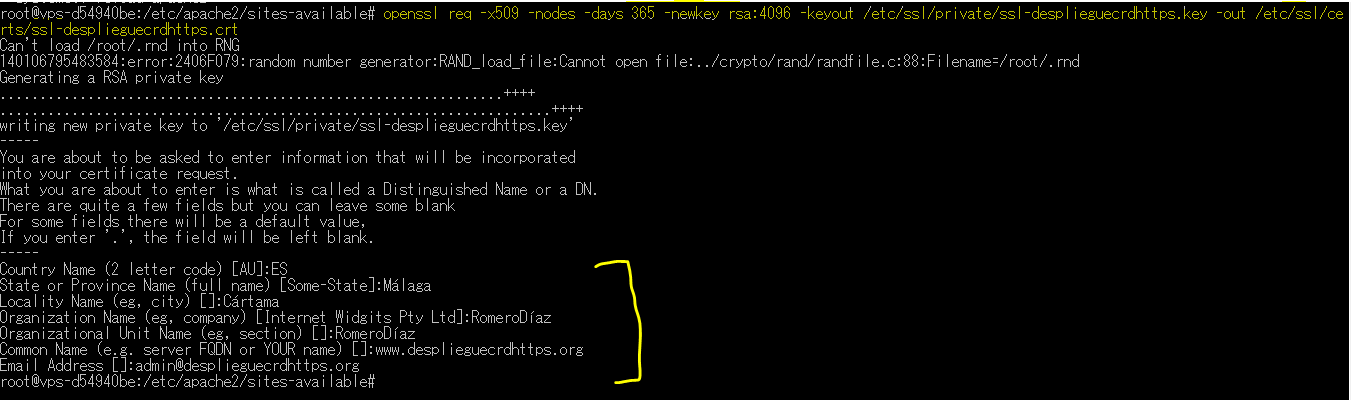 root@vps-d54940be:/etc/apache2/sites-available# openssl req -x509 -nodes -days 365 -newkey rsa:4096 -keyout /etc/ssl/private/ssl-desplieguecrdhttps.key -out /etc/ssl/ce
rts/ssl-desplieguecrdhttps.crt
Can't load /root/.rnd into RNG
140106795483584:error:2406F079:random number generator:RAND_load_file:Cannot open file:../crypto/rand/randfile.c:88:Filename=/root/.rnd
Generating a RSA private key
...............................................................++++
.....................................................................++++
writing new private key to '/etc/ssl/private/ssl-desplieguecrdhttps.key'
-----
You are about to be asked to enter information that will be incorporated
into your certificate request.
What you are about to enter is what is called a Distinguished Name or a DN.
There are quite a few fields but you can leave some blank
For some fields there will be a default value,
If you enter '.', the field will be left blank.
-----
Country Name (2 letter code) [AU]:ES
State or Province Name (full name) [Some-State]:Málaga
Locality Name (eg, city) []:Cártama
Organization Name (eg, company) [Internet Widgits Pty Ltd]:RomeroDíaz
Organizational Unit Name (eg, section) []:RomeroDíaz
Common Name (e.g. server FQDN or YOUR name) []:www.desplieguecrdhttps.org
Email Address []:admin@desplieguecrdhttps.org
root@vps-d54940be:/etc/apache2/sites-available#